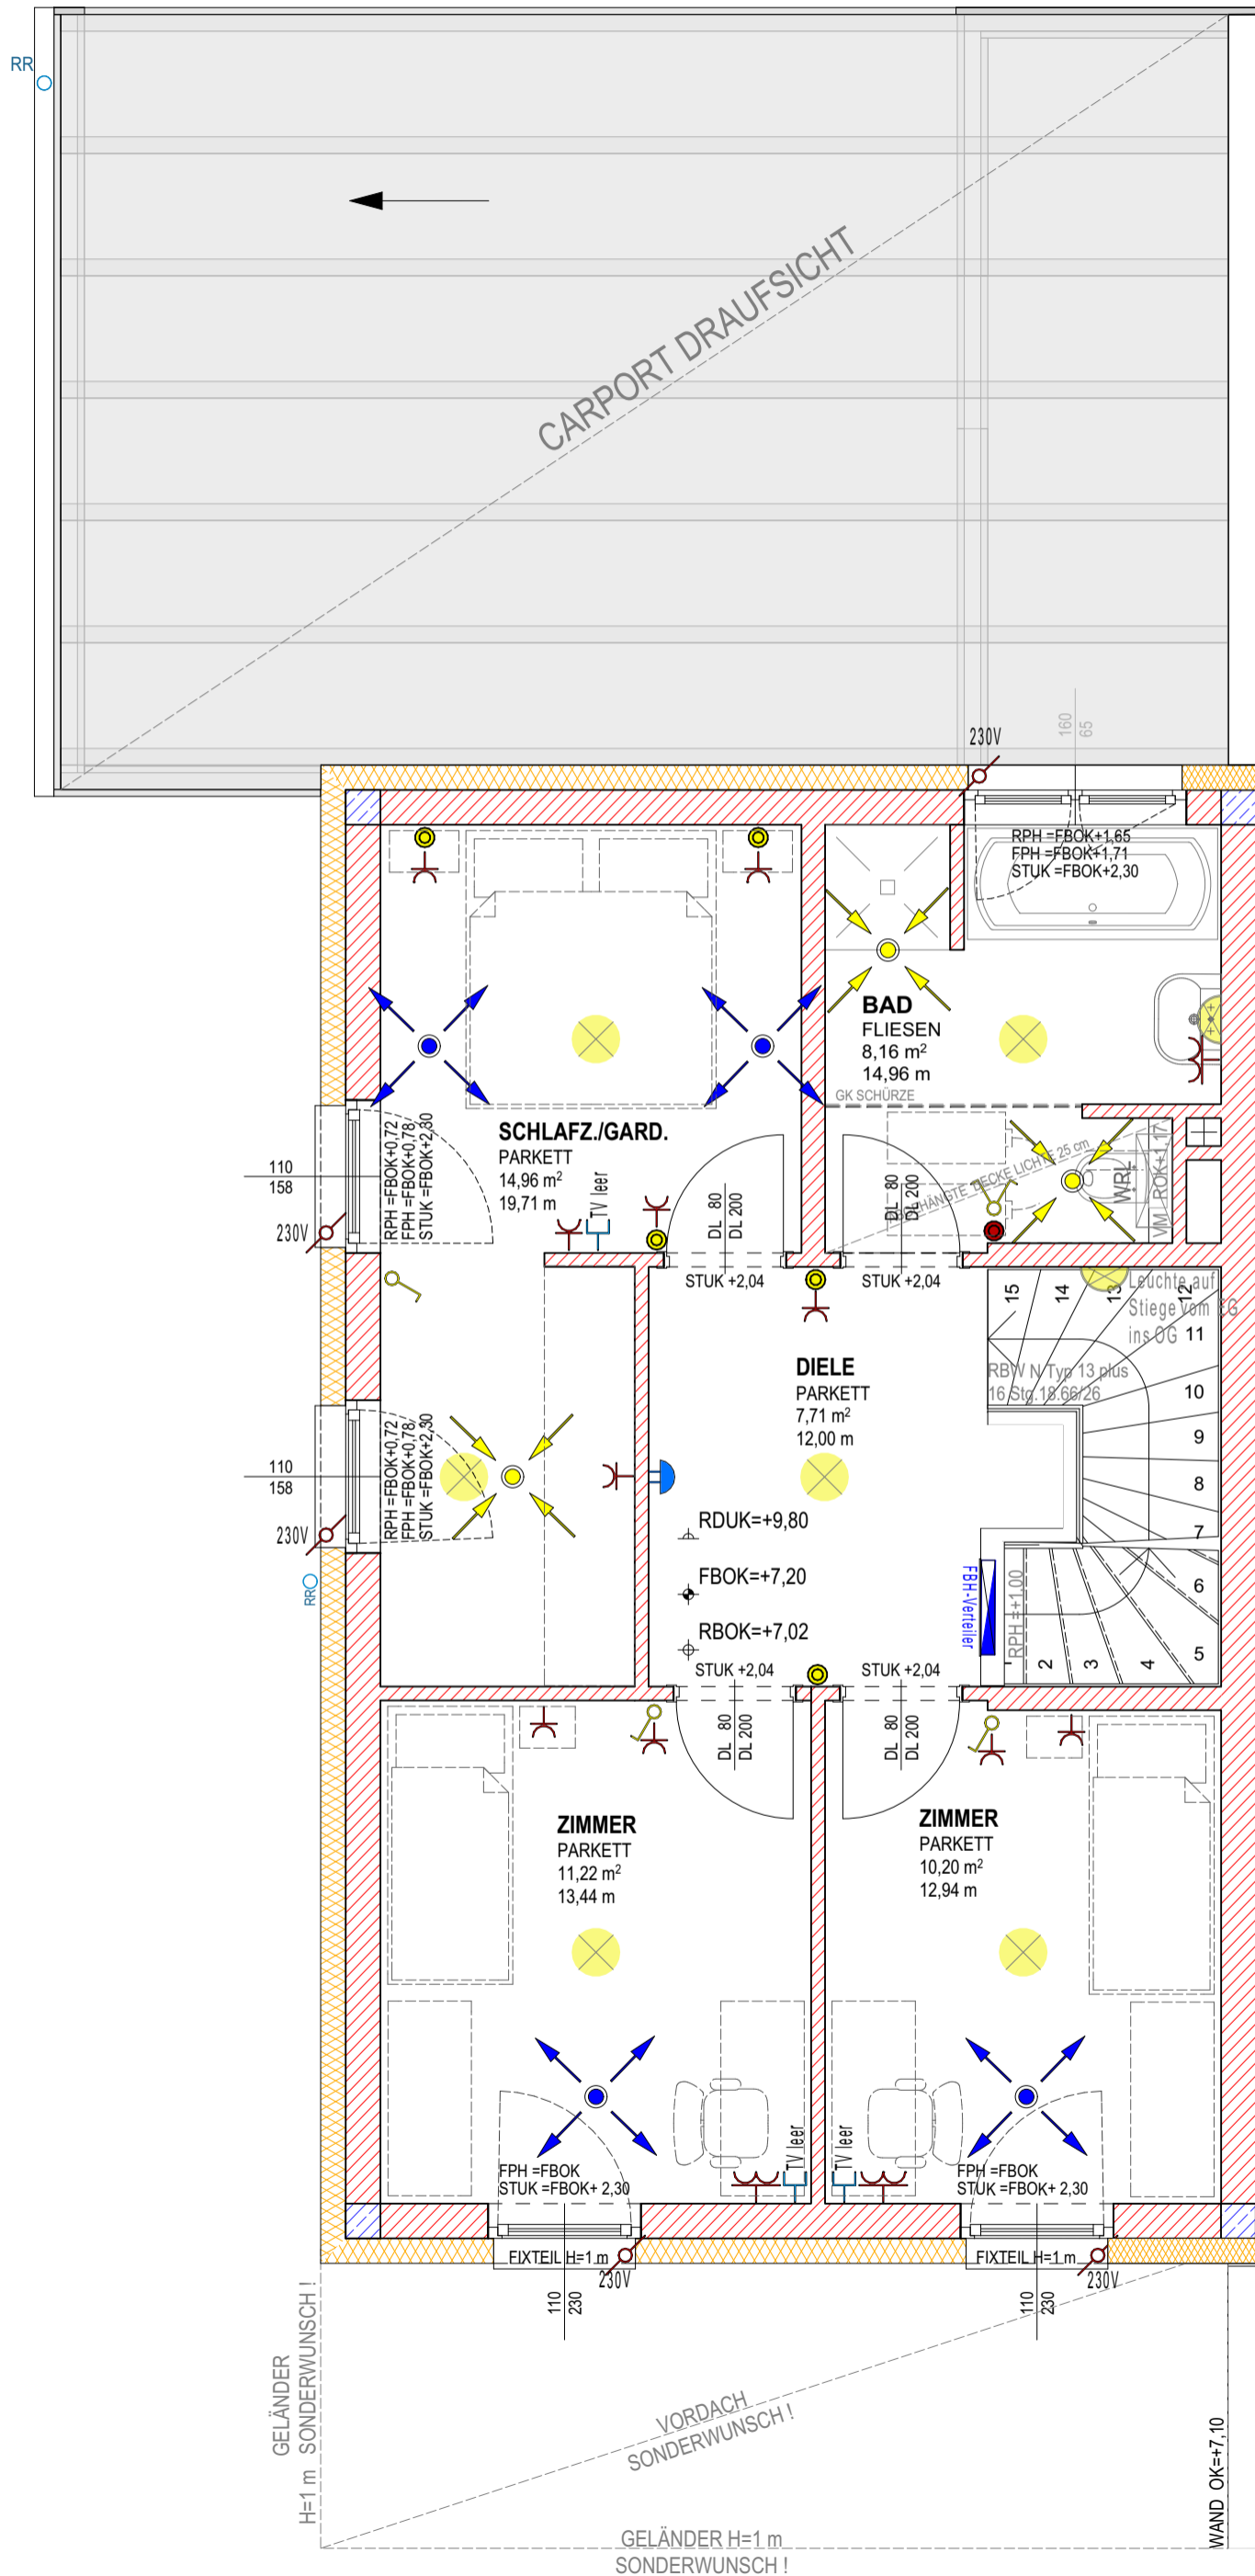 RR
CARPORT DRAUFSICHT
230V
160
65
RPH =FBOK+1,65
FPH =FBOK+1,71
STUK =FBOK+2,30
BAD
FLIESEN
8,16 m²
14,96 m
GK SCHÜRZE
SCHLAFZ./GARD.
PARKETT
14,96 m²
19,71 m
TV leer
110
158
230V
RPH =FBOK+0,72
FPH =FBOK+0,78
STUK =FBOK+2,30
DL 80
DL 200
STUK +2,04
DL 80
DL 200
STUK +2,04
DECKE LICHTE 25 cm
WRL
VM ROK+1,17
15
14
13
12
11
10
9
8
7
6
5
4
3
2
1
Leuchte auf
Stiege vom EG
ins OG
RBW N Typ 13 plus
16 Stg.18.66/26
DIELE
PARKETT
7,71 m²
12,00 m
110
158
230V
RPH =FBOK+0,72
FPH =FBOK+0,78
STUK =FBOK+2,30
RR
RDUK=+9,80
FBOK=+7,20
RBOK=+7,02
FBH-Verteiler
RPH =+1,00
STUK +2,04
STUK +2,04
DL 80
DL 200
DL 80
DL 200
ZIMMER
PARKETT
11,22 m²
13,44 m
ZIMMER
PARKETT
10,20 m²
12,94 m
TV leer
TV leer
FPH =FBOK
STUK =FBOK+ 2,30
FPH =FBOK
STUK =FBOK+ 2,30
FIXTEIL H=1 m
230V
110
230
FIXTEIL H=1 m
230V
110
230
GELÄNDER
H=1 m SONDERWUNSCH !
VORDACH
SONDERWUNSCH !
WAND OK=+7,10
GELÄNDER H=1 m
SONDERWUNSCH !